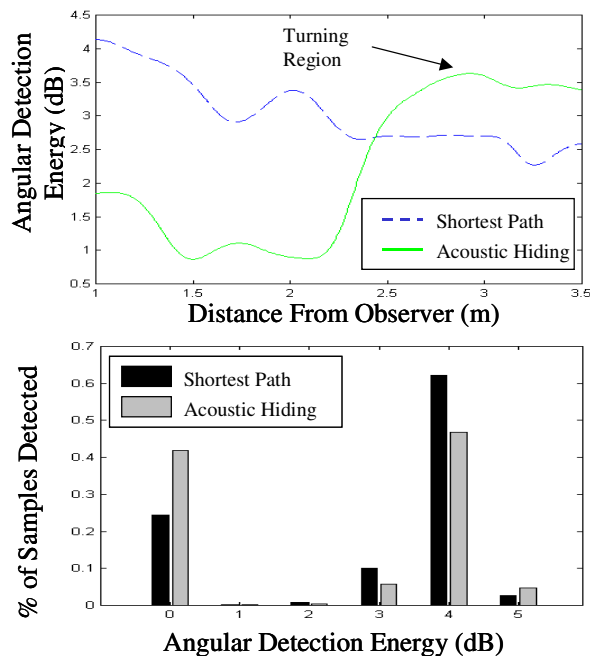 Angular Detection
Energy (dB)
4.5
4
3.5
3
2.5
2
1.5
1
0.5
Turning
Region
Shortest Path
Acoustic Hiding
1
1.5
2
2.5
3
3.5
Distance From Observer (m)
% of Samples Detected
0.7
0.6
0.5
0.4
0.3
0.2
0.1
0
Shortest Path
Acoustic Hiding
0
1
2
3
4
5
Angular Detection Energy (dB)